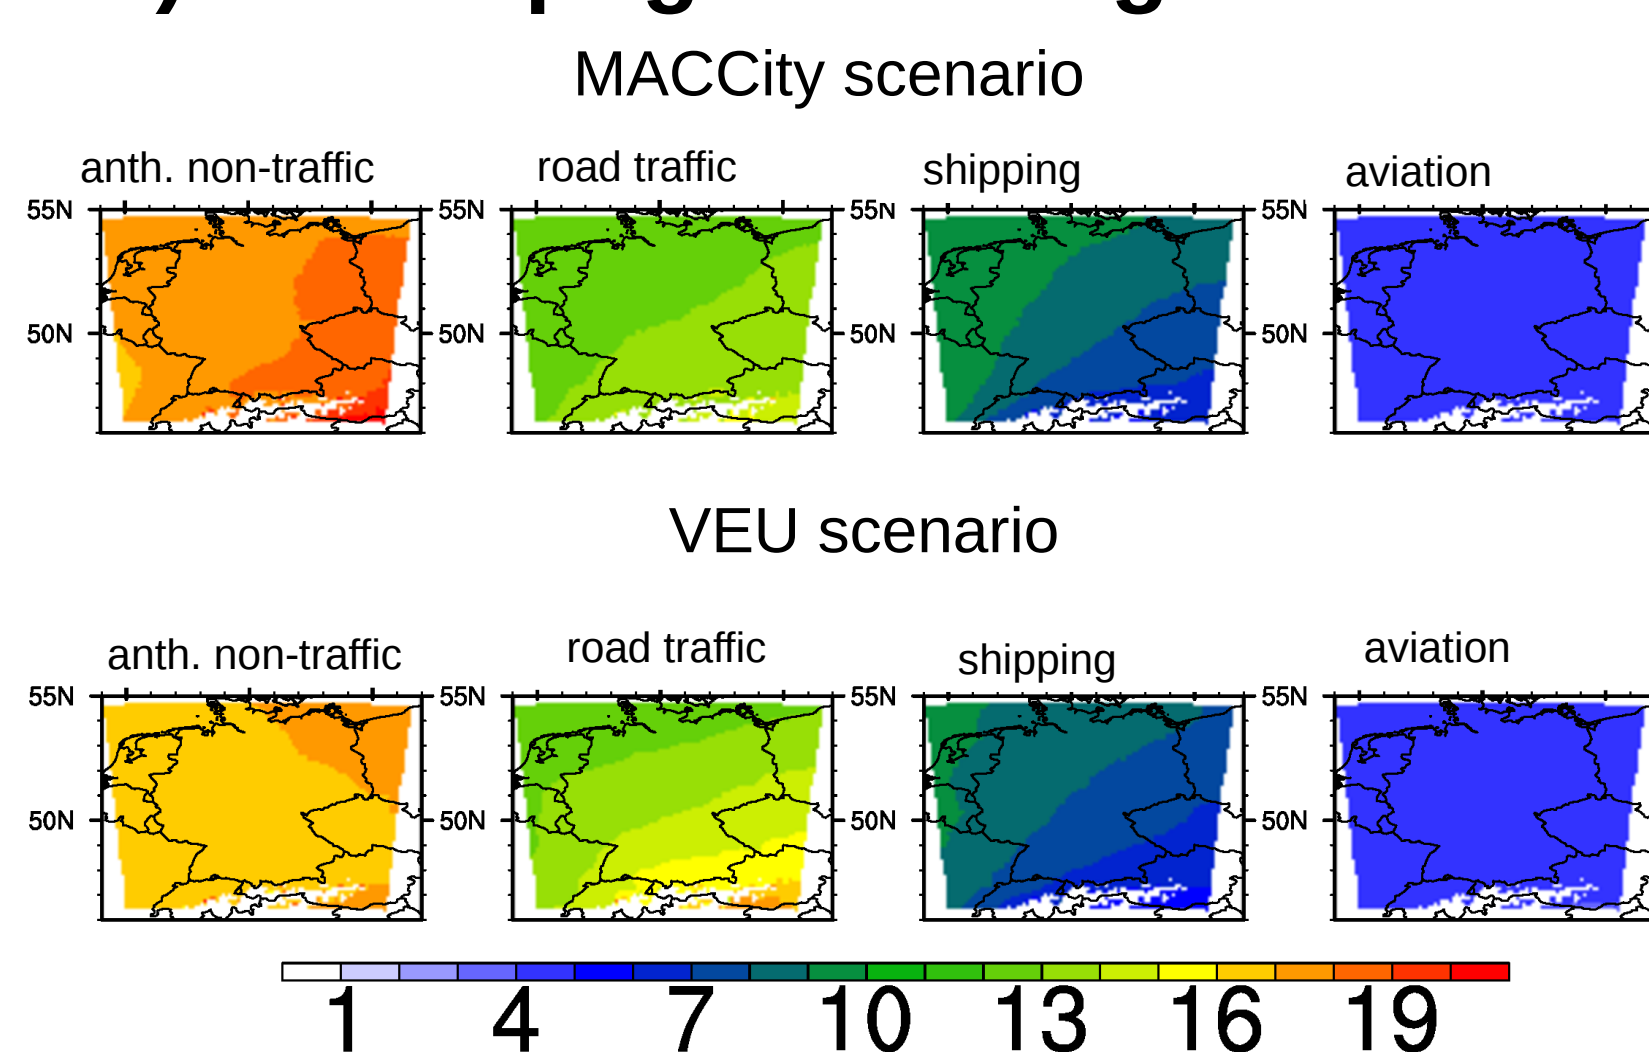 MACCity scenario
anth. non-traffic road traffic shipping aviation
55N 55N 55N 55N
50N 50N 50N 50N
VEU scenario
anth. non-traffic road traffic shipping aviation
55N 55N 55N 55N
50N 50N 50N 50N
1 4 7 10 13 16 19